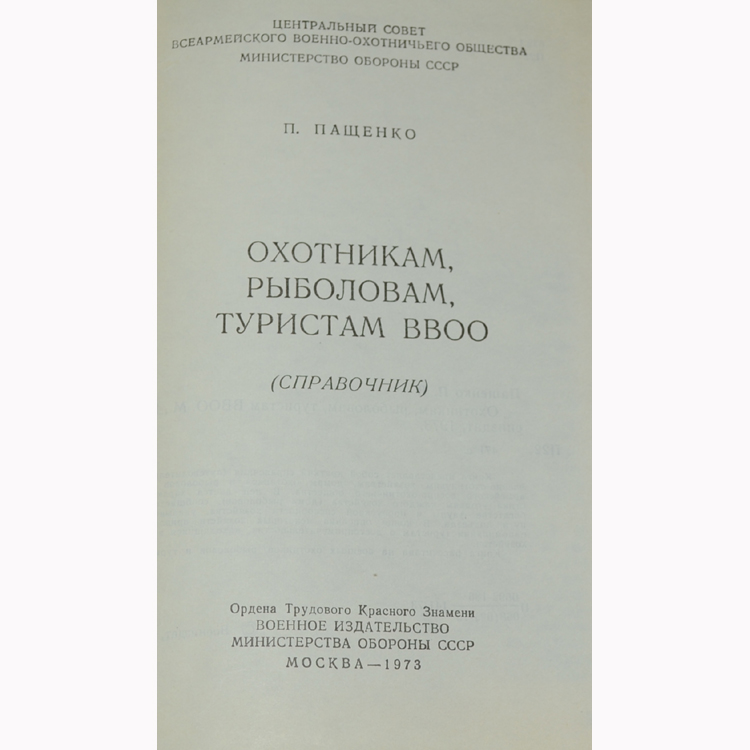 ЦЕНТРАЛЬНЫЙ СОВЕТ
ВСЕАРМЕЙСКОГО ВОЕННО-ОХОТНИЧЬЕГО ОБЩЕСТВА
МИНИСТЕРСТВО ОБОРОНЫ СССР
П. ПАЩЕНКО
ОХОТНИКАМ,
РЫБОЛОВАМ,
ТУРИСТАМ ВВОО
(СПРАВОЧНИК)
Ордена Трудового Красного Знамени
ВОЕННОЕ ИЗДАТЕЛЬСТВО
МИНИСТЕРСТВА ОБОРОНЫ СССР
МОСКВА—1973